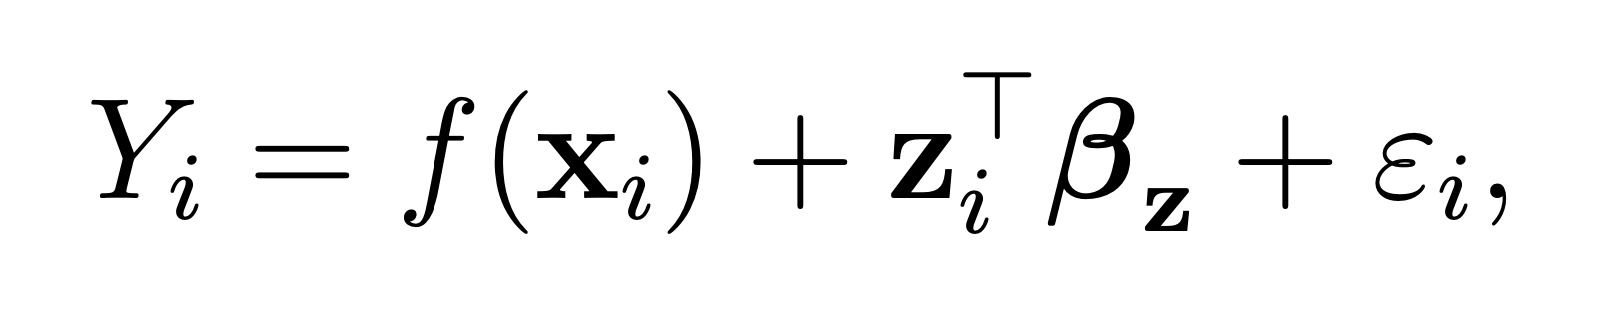 $Y_i = f(\mathbf{x}_i) + \mathbf{z}_i^\top \boldsymbol{\beta}_{\mathbf{z}} + \varepsilon_i,$